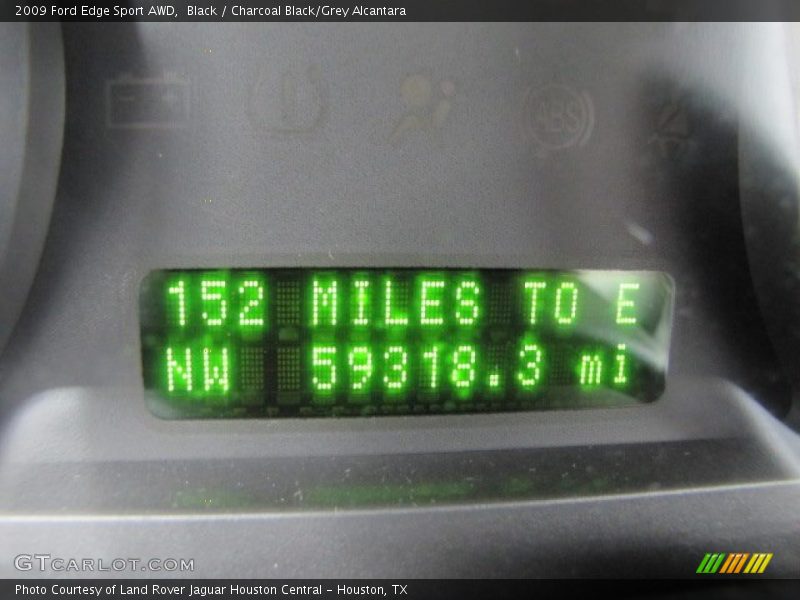 2009 Ford Edge Sport AWD,  Black / Charcoal Black/Grey Alcantara
ABS
152 MILES TO E
NW 59318.3 mi
GTCARLOT.COM
Photo Courtesy of Land Rover Jaguar Houston Central - Houston, TX